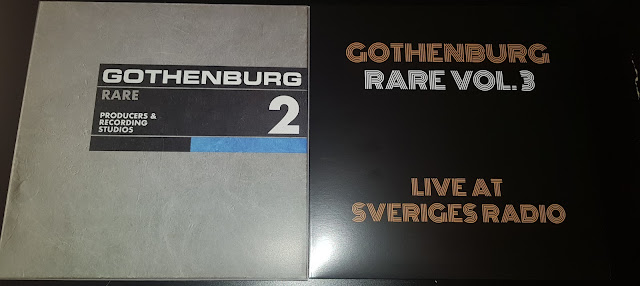 GOTHENBURG
RARE
PRODUCERS &
RECORDING
STUDIOS
2
GOTHENBURG
RARE VOL. 3
LIVE AT
SVERIGES RADIO